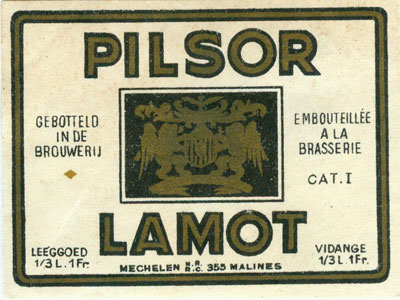 PILSOR
GEBOTTELD
IN DE
BROUWERIJ
EMBOUTEILLÉE
A LA
BRASSERIE
CAT. I
LAMOT
LEEGGOED
1/3 L. 1 Fr.
VIDANGE
1/3 L. 1 Fr.
MECHELEN H.R. R.C. 355 MALINES